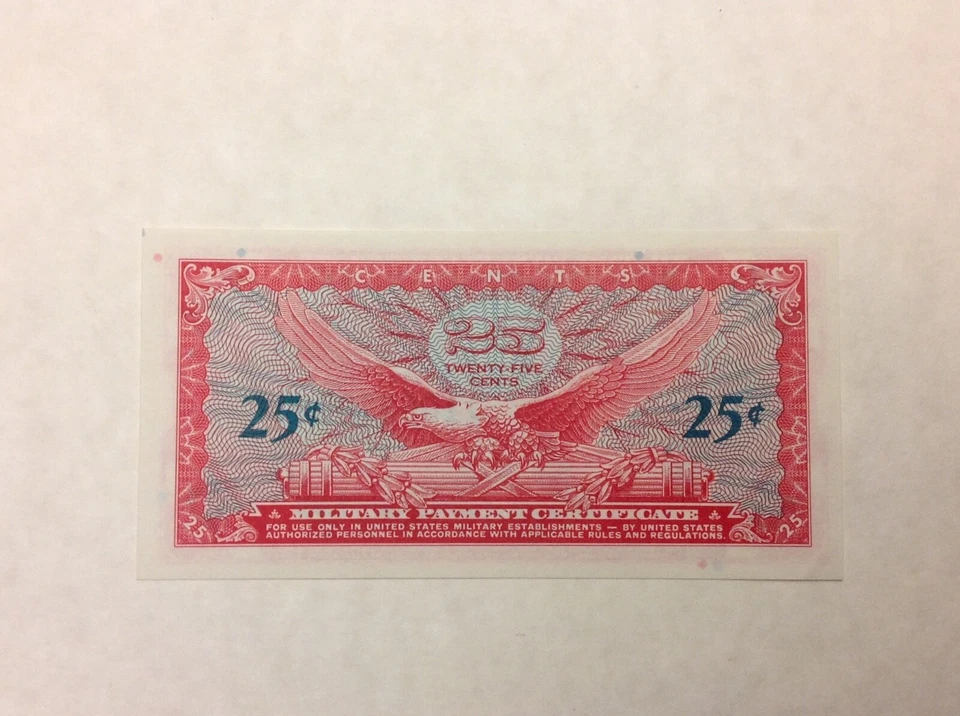 CENTS
25
TWENTY-FIVE
CENTS
25¢ 25¢
MILITARY PAYMENT CERTIFICATE
25 FOR USE ONLY IN UNITED STATES MILITARY ESTABLISHMENTS — BY UNITED STATES 25
AUTHORIZED PERSONNEL IN ACCORDANCE WITH APPLICABLE RULES AND REGULATIONS.